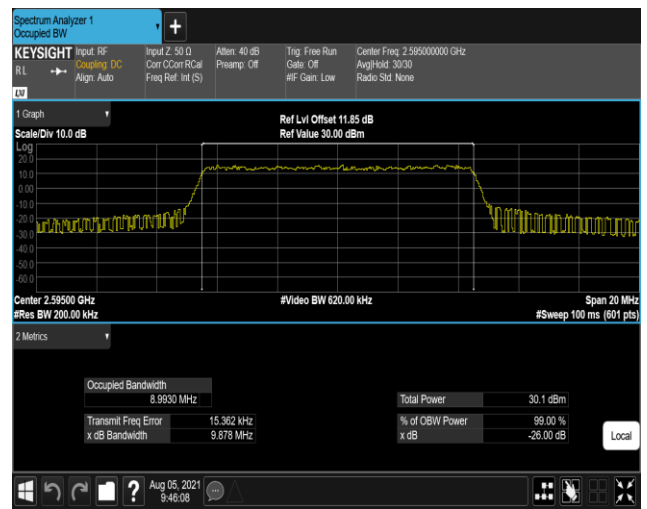 Spectrum Analyzer 1
Occupied BW
+
KEYSIGHT Input: RF Input Z: 50 Ω Atten: 40 dB Trig: Free Run Center Freq: 2.595000000 GHz
R L Coupling: DC Corr CCorr RCal Preamp: Off Gate: Off Avg|Hold: 30/30
Align: Auto Freq Ref: Int (S) #IF Gain: Low Radio Std: None
LXI
1 Graph
Ref Lvl Offset 11.85 dB
Scale/Div 10.0 dB Ref Value 30.00 dBm
Log
20.0
10.0
0.00
-10.0
-20.0
-30.0
-40.0
-50.0
-60.0
Center 2.59500 GHz #Video BW 620.00 kHz Span 20 MHz
#Res BW 200.00 kHz #Sweep 100 ms (601 pts)
2 Metrics
Occupied Bandwidth
8.9930 MHz Total Power 30.1 dBm
Transmit Freq Error 15.362 kHz % of OBW Power 99.00 %
x dB Bandwidth 9.878 MHz x dB -26.00 dB
Local
? Aug 05, 2021
9:46:08